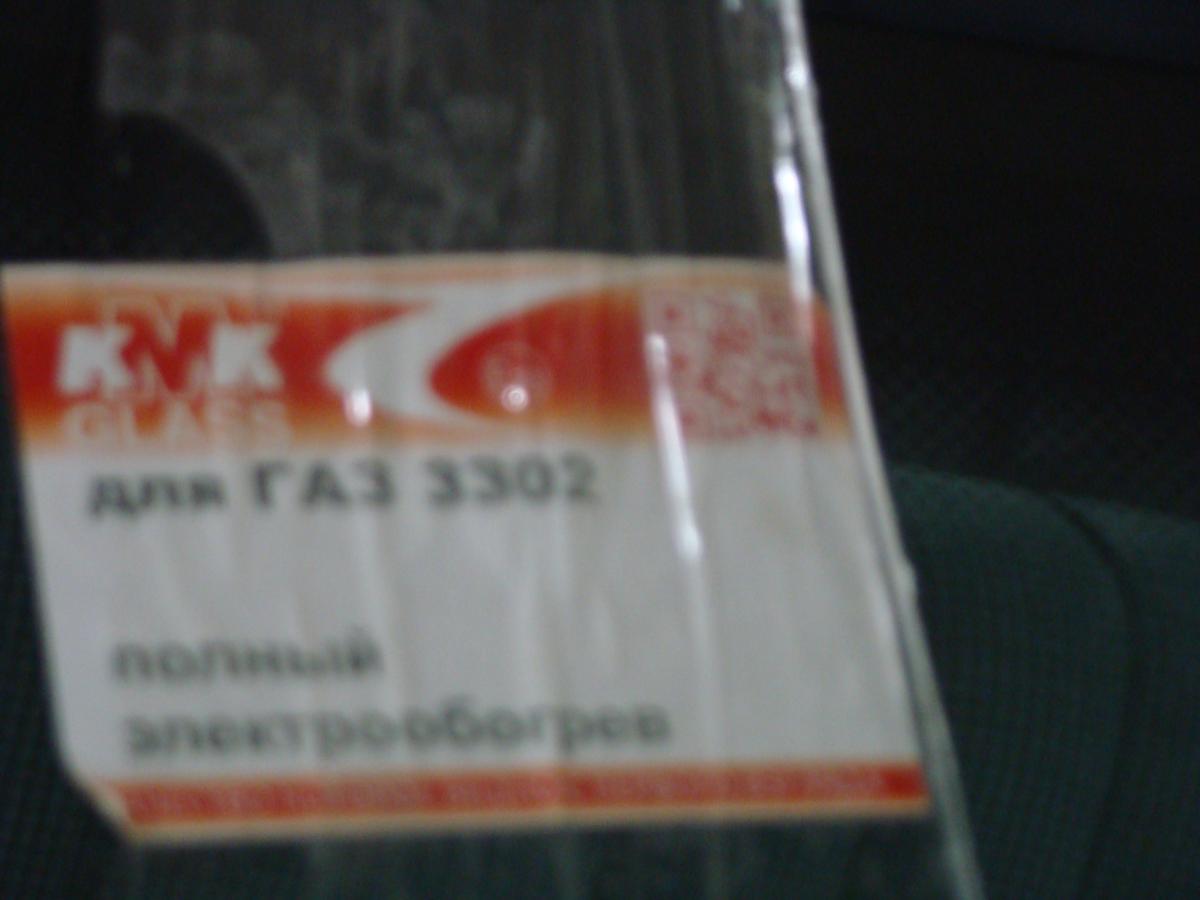 KMK
GLASS
для ГАЗ 3302
полный
электрообогрев